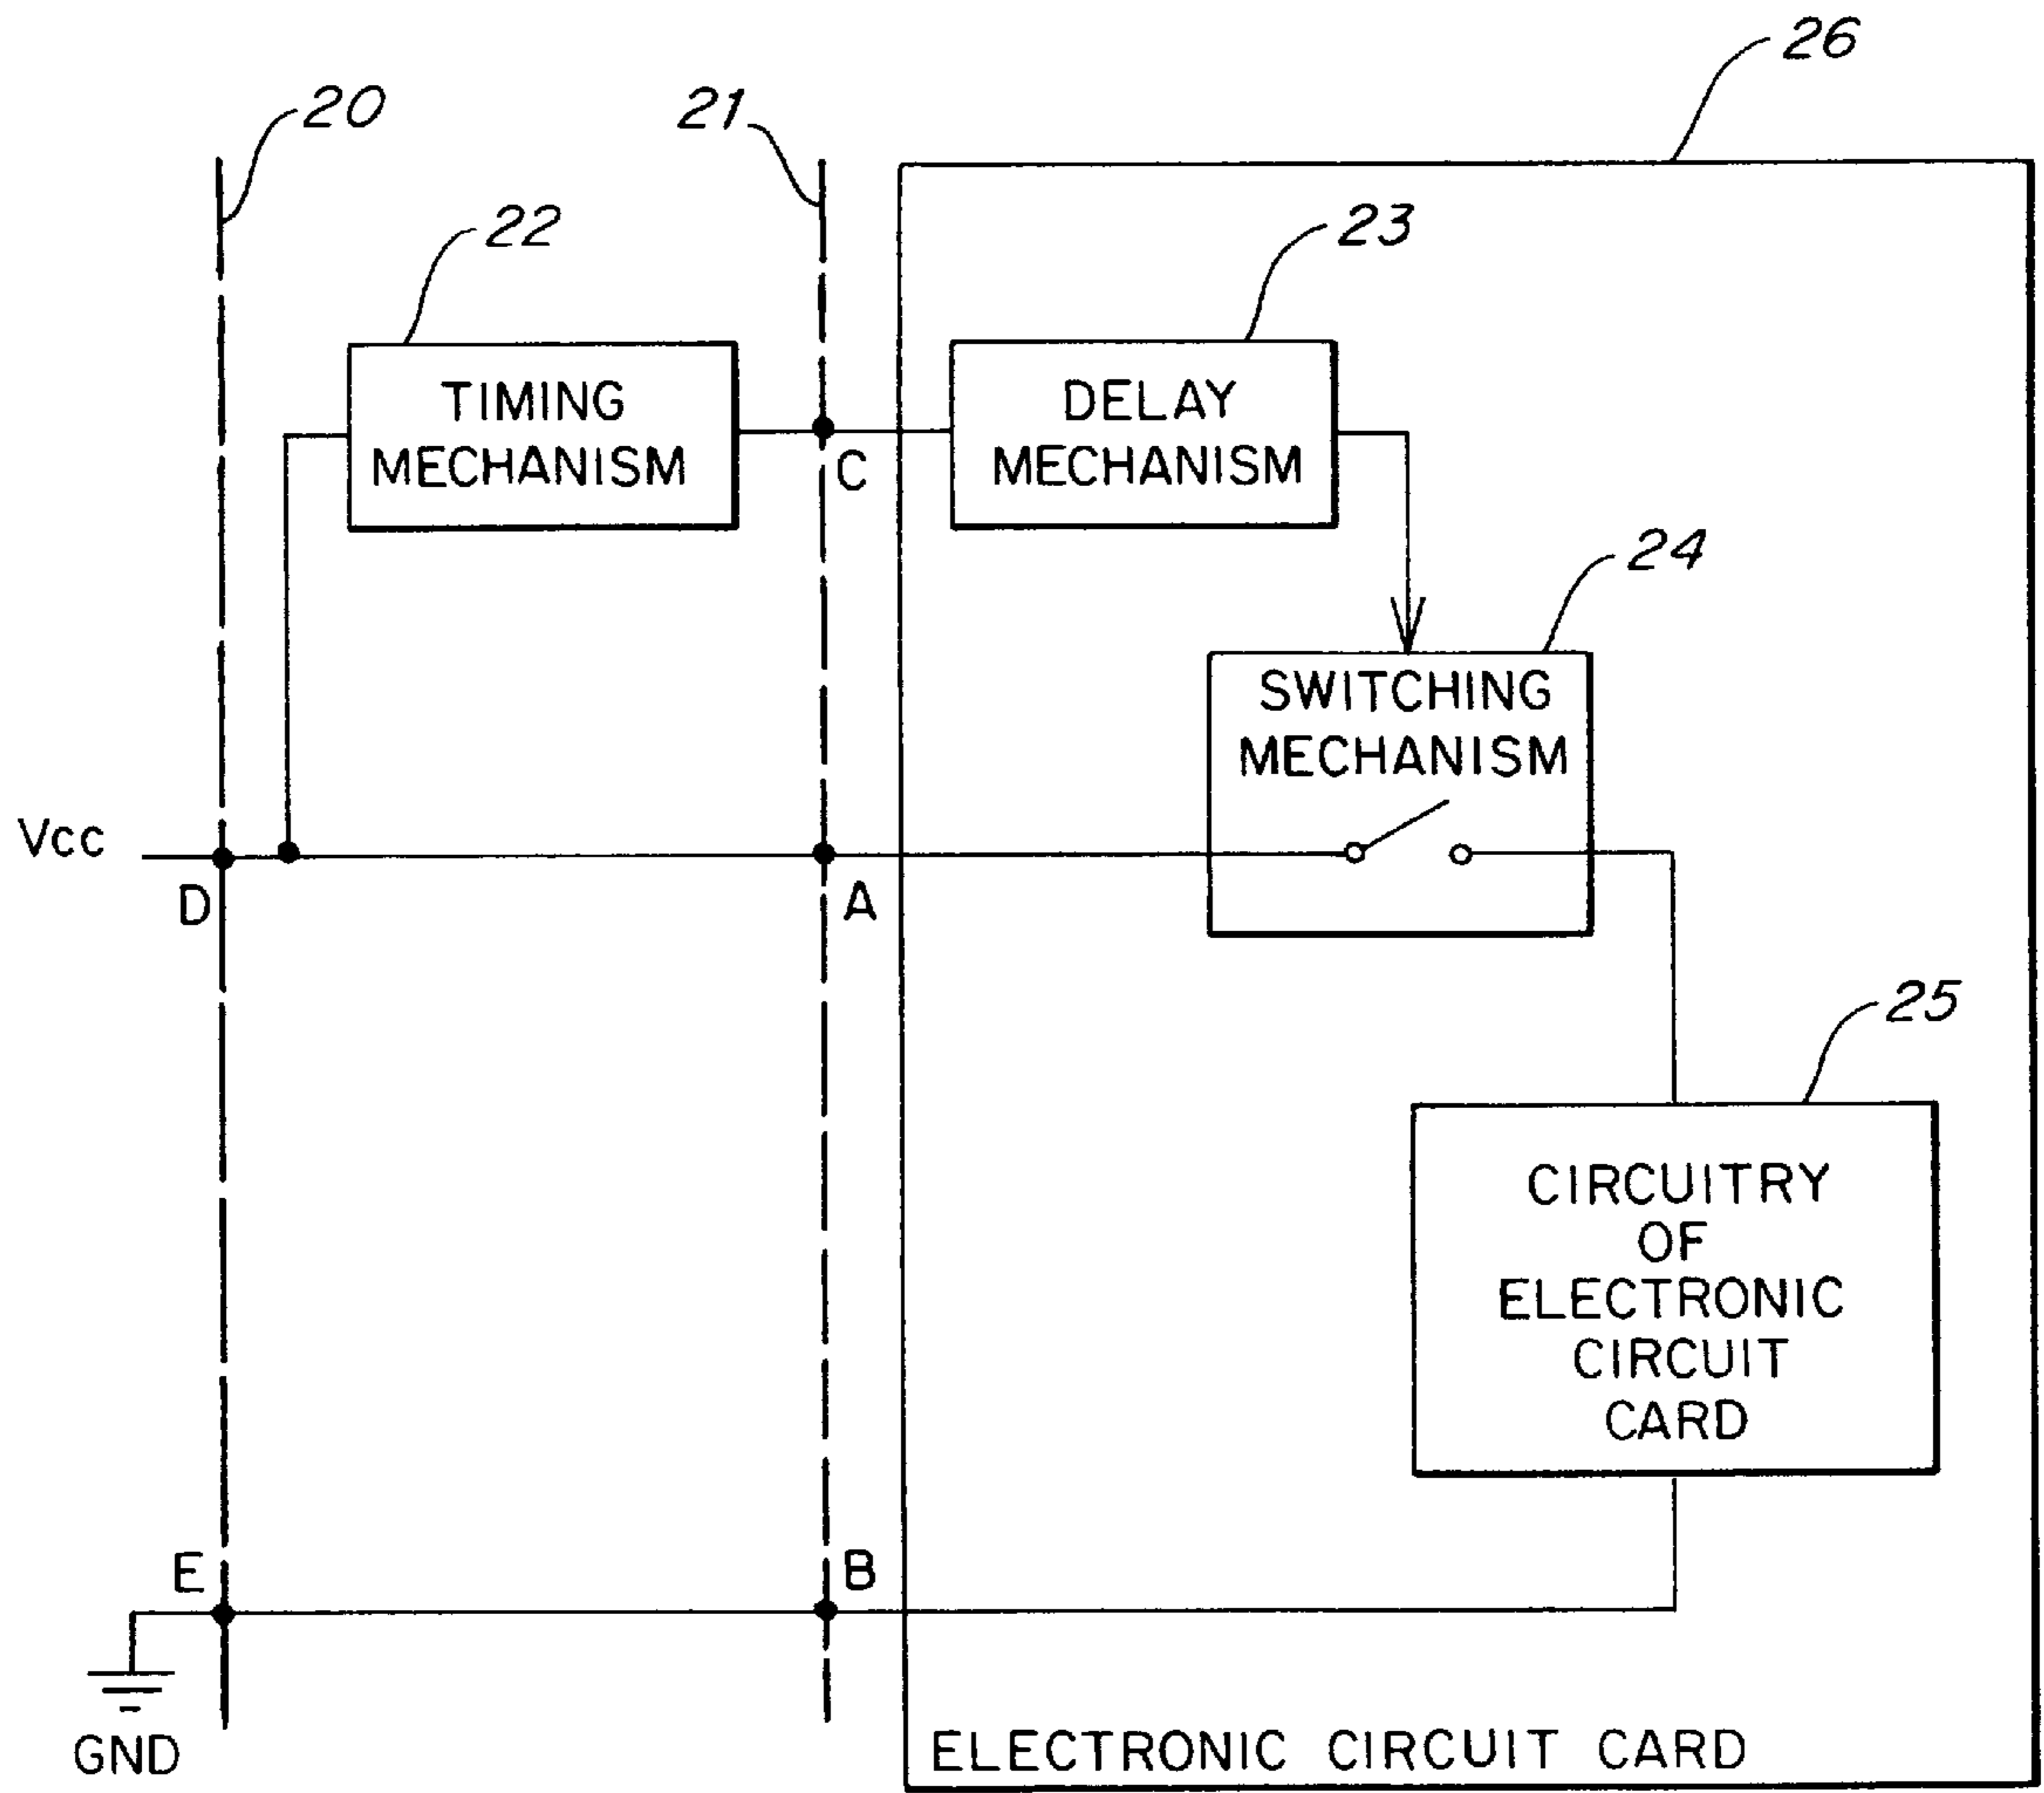 26
20
21
22
23
TIMING
MECHANISM
DELAY
MECHANISM
C
24
SWITCHING
MECHANISM
Vcc
D
A
25
CIRCUITRY
OF
ELECTRONIC
CIRCUIT
CARD
E
B
GND
ELECTRONIC CIRCUIT CARD